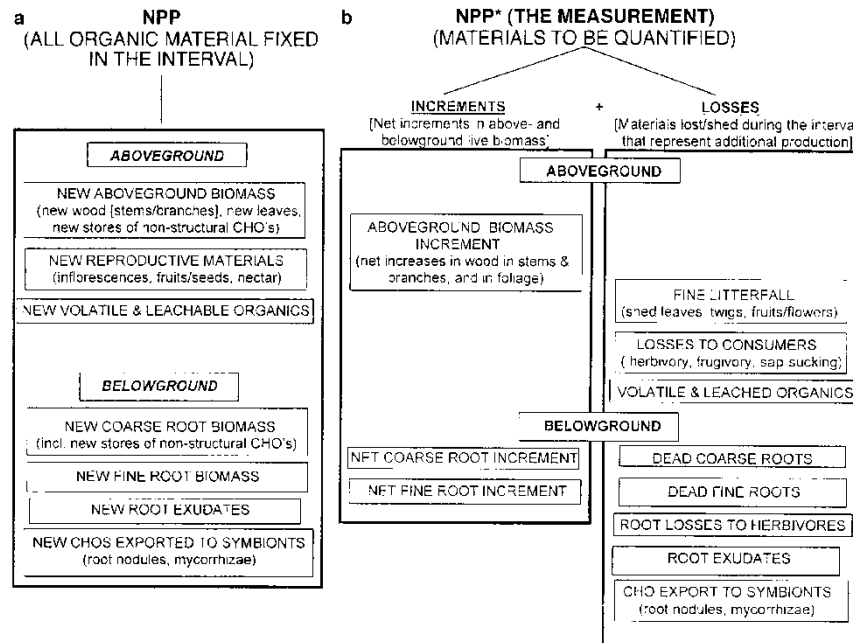 a
NPP
(ALL ORGANIC MATERIAL FIXED
IN THE INTERVAL)
ABOVEGROUND
NEW ABOVEGROUND BIOMASS
(new wood [stems/branches], new leaves,
new stores of non-structural CHO's)
NEW REPRODUCTIVE MATERIALS
(inflorescences, fruits/seeds, nectar)
NEW VOLATILE & LEACHABLE ORGANICS
BELOWGROUND
NEW COARSE ROOT BIOMASS
(incl. new stores of non-structural CHO's)
NEW FINE ROOT BIOMASS
NEW ROOT EXUDATES
NEW CHOS EXPORTED TO SYMBIONTS
(root nodules, mycorrhizae)
b
NPP* (THE MEASUREMENT)
(MATERIALS TO BE QUANTIFIED)
INCREMENTS + LOSSES
[Net increments in above- and
belowground live biomass]
[Materials lost/shed during the interva
that represent additional production]
ABOVEGROUND
ABOVEGROUND BIOMASS
INCREMENT
(net increases in wood in stems &
branches, and in foliage)
FINE LITTERFALL
(shed leaves, twigs, fruits/flowers)
LOSSES TO CONSUMERS
( herbivory, frugivory, sap sucking)
VOLATILE & LEACHED ORGANICS
BELOWGROUND
NET COARSE ROOT INCREMENT
NET FINE ROOT INCREMENT
DEAD COARSE ROOTS
DEAD FINE ROOTS
ROOT LOSSES TO HERBIVORES
ROOT EXUDATES
CHO EXPORT TO SYMBIONTS
(root nodules, mycorrhizae)